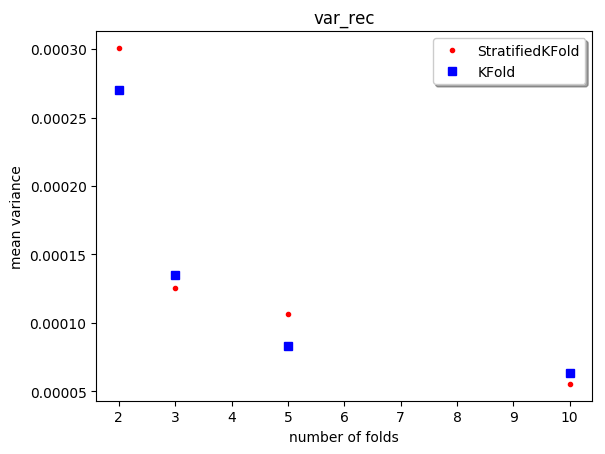 var_rec
StratifiedKFold
KFold
mean variance
0.00030
0.00025
0.00020
0.00015
0.00010
0.00005
2 3 4 5 6 7 8 9 10
number of folds